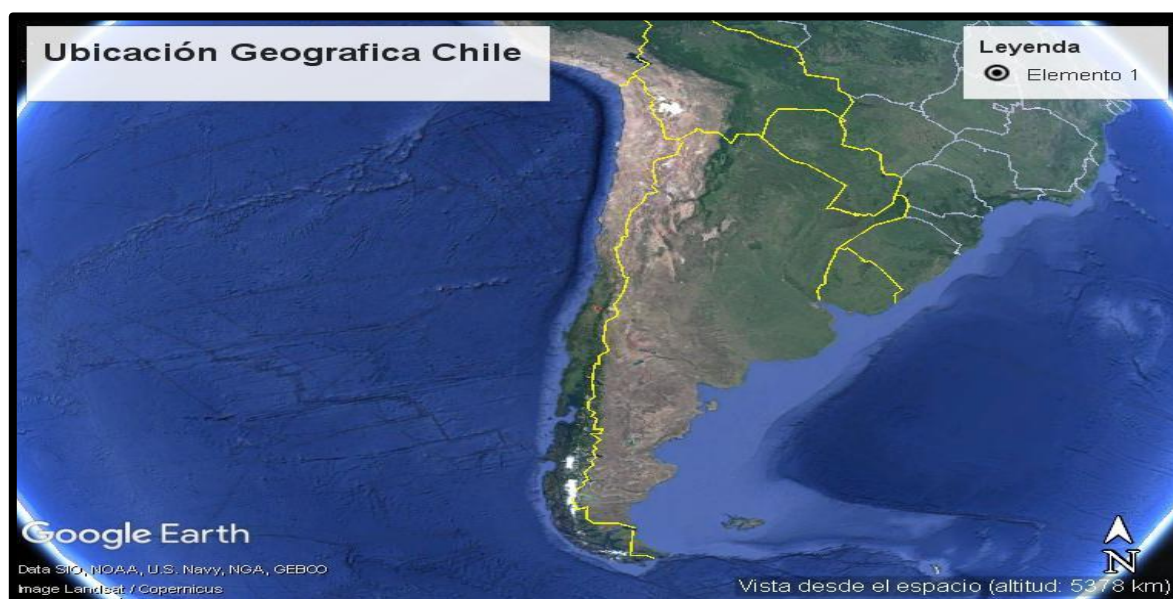 Ubicación Geografica Chile
Leyenda
Elemento 1
Google Earth
N
Data SIO, NOAA, U.S. Navy, NGA, GEBCO
Image Landsat / Copernicus
Vista desde el espacio (altitud: 5378 km)